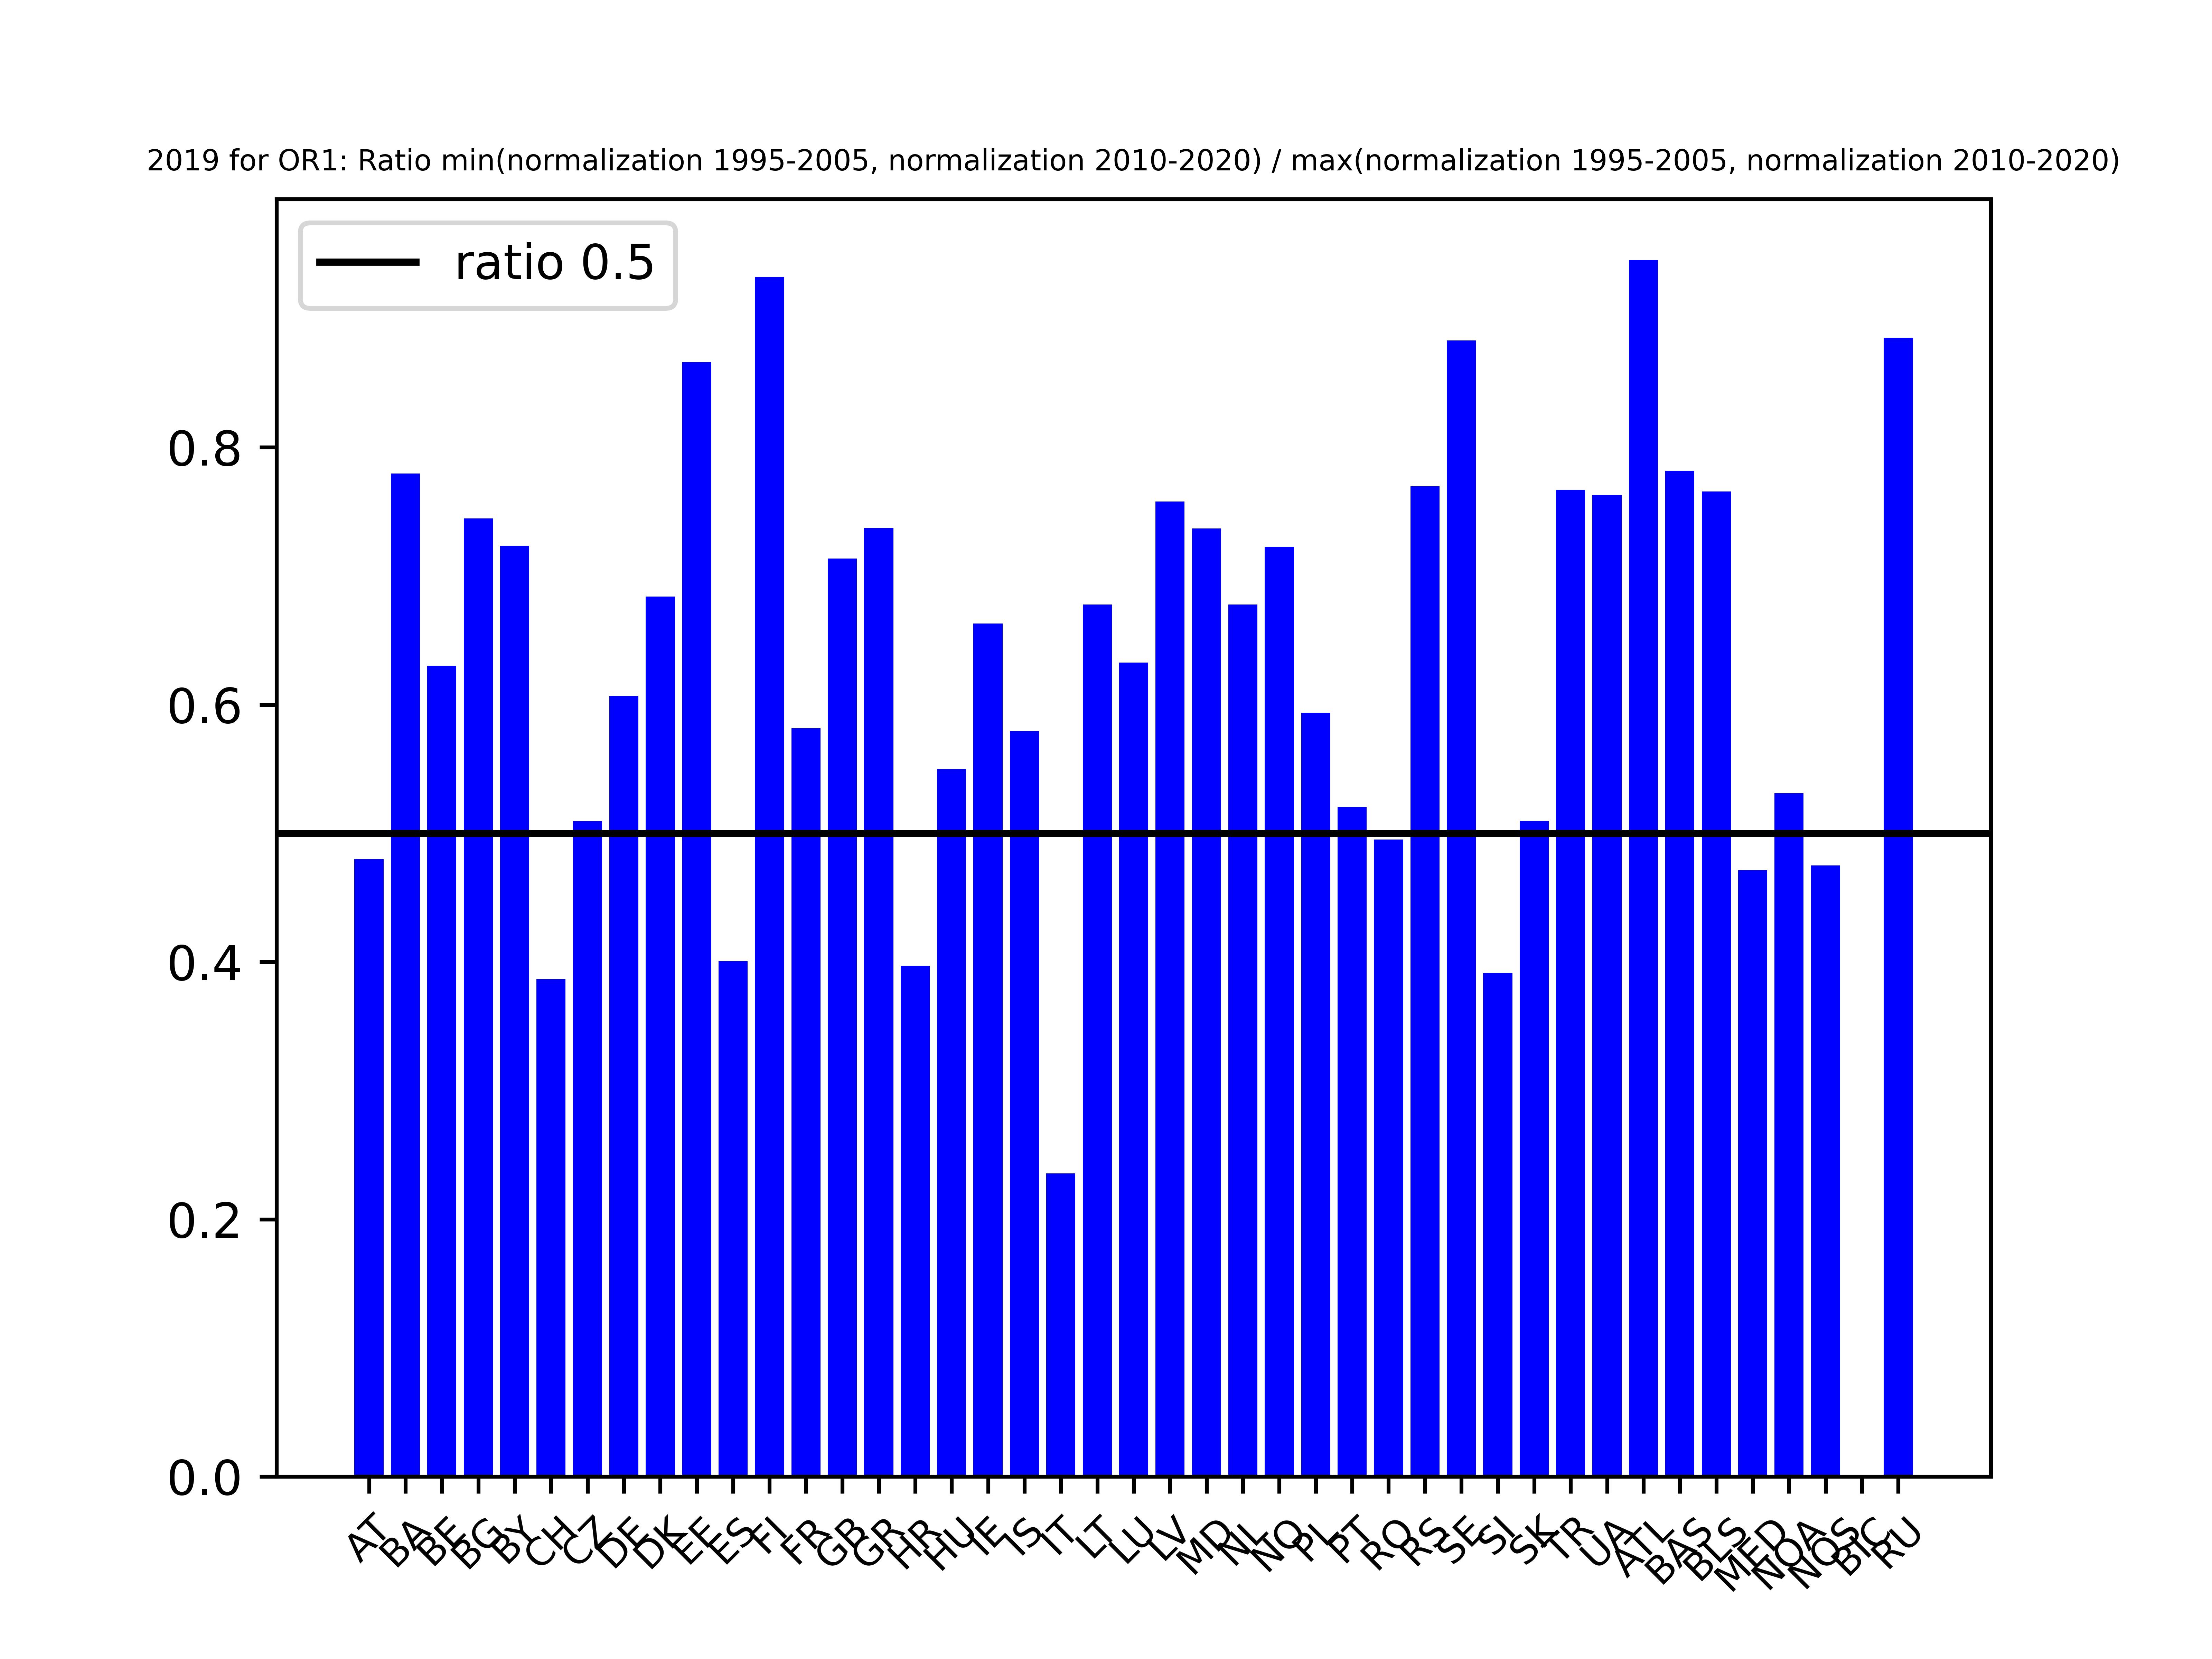 2019 for OR1: Ratio min(normalization 1995-2005, normalization 2010-2020) / max(normalization 1995-2005, normalization 2010-2020)
ratio 0.5
0.8
0.6
0.4
0.2
0.0
AT BA BE BG BY CH CZ DE DK EE ES FI FR GB GR HR HU IE IS IT LT LU LV MD NL NO PL PT RO RS SE SI SK TR UA ATL BAS BLS MED NOA NOS BIC RU